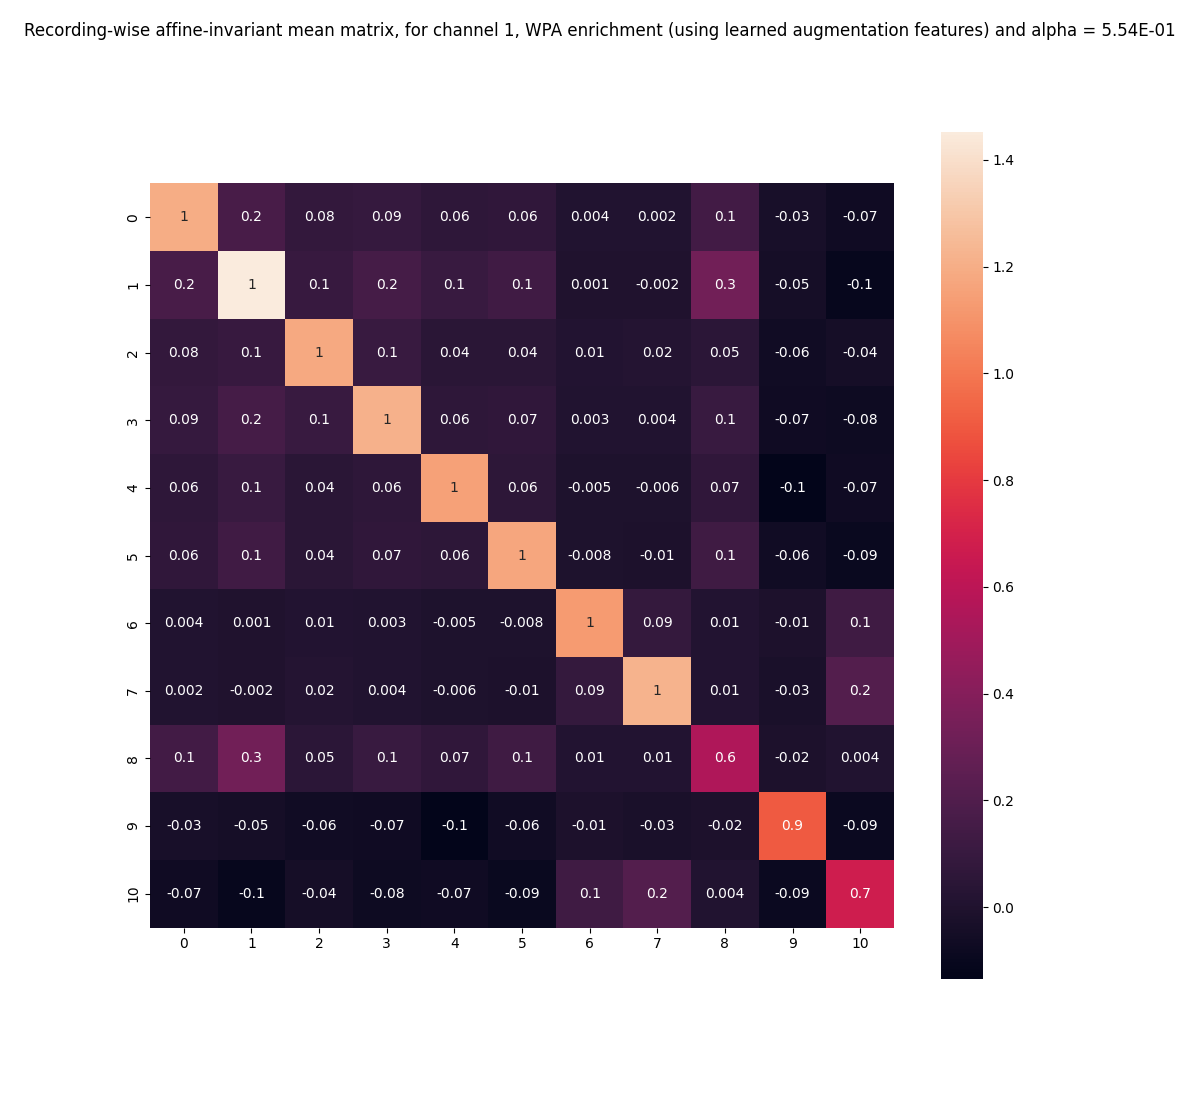 Recording-wise affine-invariant mean matrix, for channel 1, WPA enrichment (using learned augmentation features) and alpha = 5.54E-01
1.4
0 1 0.2 0.08 0.09 0.06 0.06 0.004 0.002 0.1 -0.03 -0.07
1.2
1 0.2 1 0.1 0.2 0.1 0.1 0.001 -0.002 0.3 -0.05 -0.1
2 0.08 0.1 1 0.1 0.04 0.04 0.01 0.02 0.05 -0.06 -0.04
1.0
3 0.09 0.2 0.1 1 0.06 0.07 0.003 0.004 0.1 -0.07 -0.08
0.8
4 0.06 0.1 0.04 0.06 1 0.06 -0.005 -0.006 0.07 -0.1 -0.07
5 0.06 0.1 0.04 0.07 0.06 1 -0.008 -0.01 0.1 -0.06 -0.09
0.6
6 0.004 0.001 0.01 0.003 -0.005 -0.008 1 0.09 0.01 -0.01 0.1
7 0.002 -0.002 0.02 0.004 -0.006 -0.01 0.09 1 0.01 -0.03 0.2
0.4
8 0.1 0.3 0.05 0.1 0.07 0.1 0.01 0.01 0.6 -0.02 0.004
0.2
9 -0.03 -0.05 -0.06 -0.07 -0.1 -0.06 -0.01 -0.03 -0.02 0.9 -0.09
10 -0.07 -0.1 -0.04 -0.08 -0.07 -0.09 0.1 0.2 0.004 -0.09 0.7
0.0
0 1 2 3 4 5 6 7 8 9 10